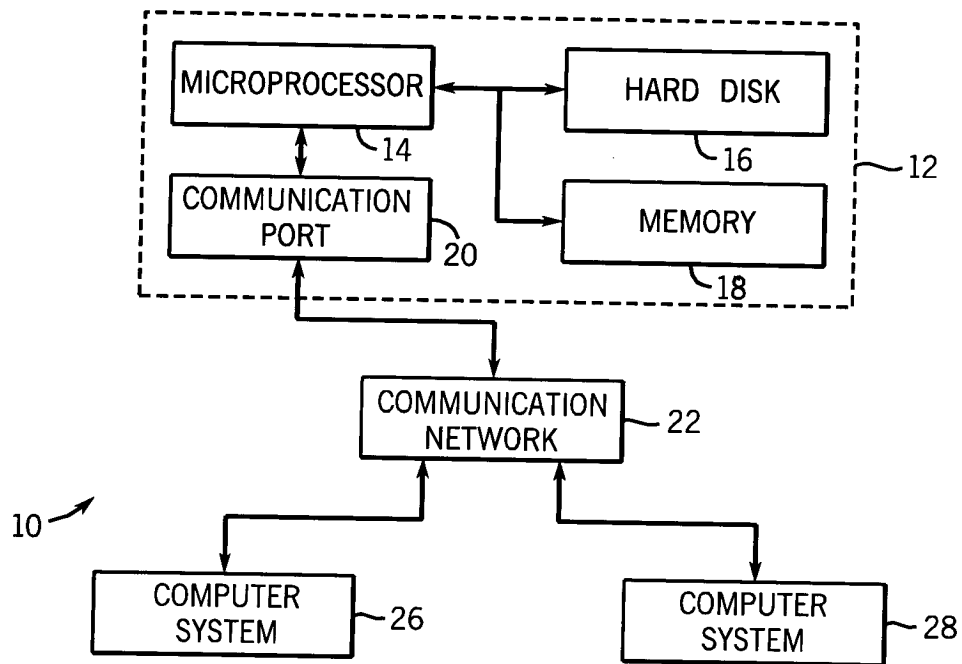 MICROPROCESSOR
14
HARD DISK
16
12
COMMUNICATION
PORT
20
MEMORY
18
COMMUNICATION
NETWORK
22
10
COMPUTER
SYSTEM
26
COMPUTER
SYSTEM
28